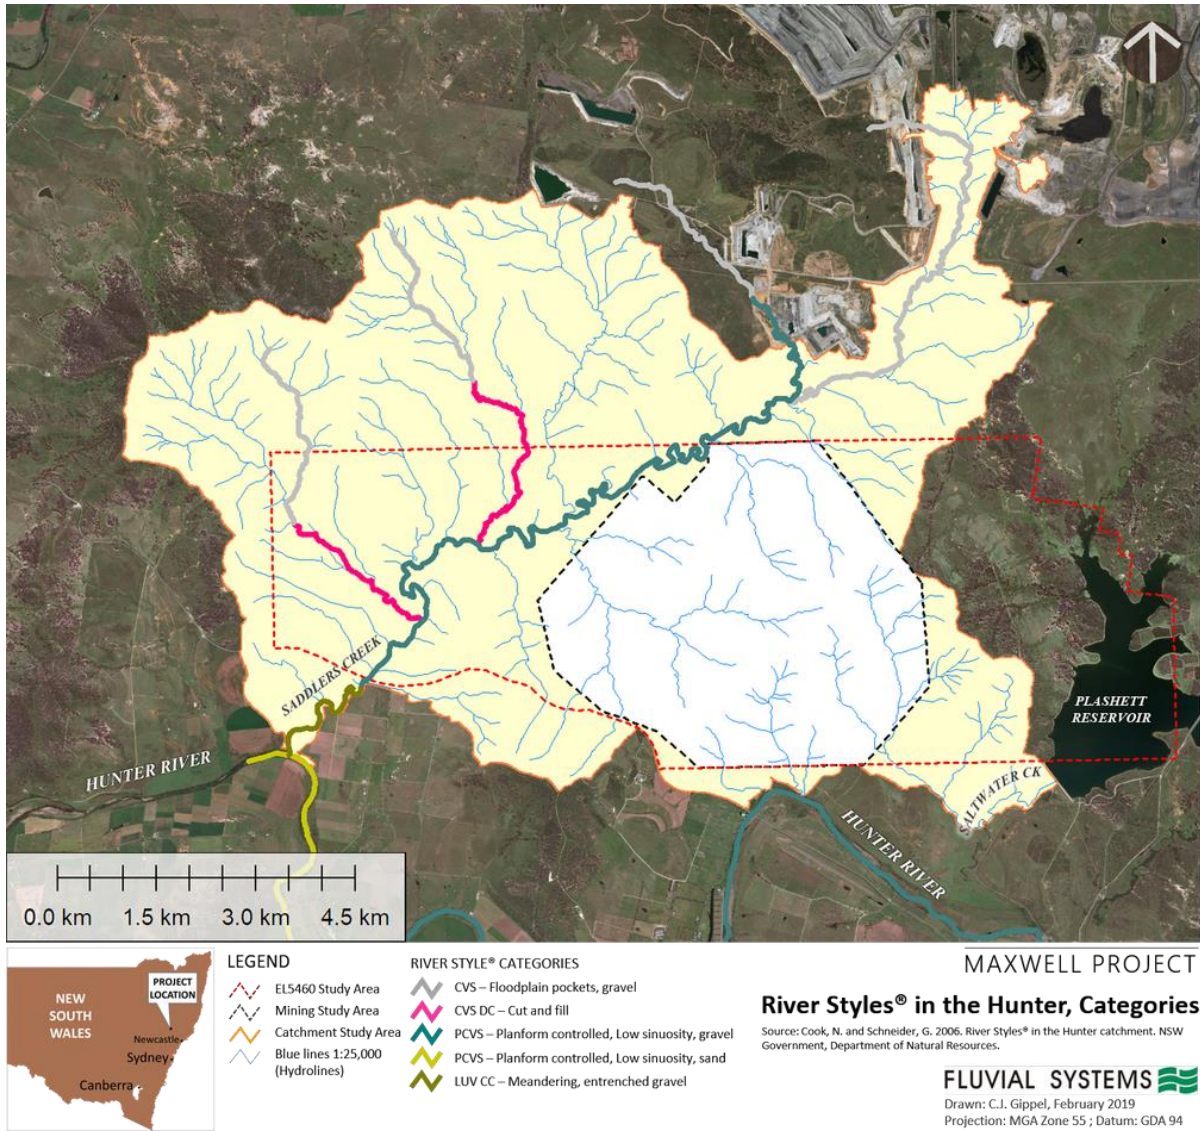 SADDLERS CREEK
HUNTER RIVER
PLASHETT
RESERVOIR
SALTWATER CK
HUNTER RIVER
0.0 km 1.5 km 3.0 km 4.5 km
NEW
SOUTH
WALES
PROJECT
LOCATION
Newcastle
Sydney
Canberra
LEGEND
EL5460 Study Area
Mining Study Area
Catchment Study Area
Blue lines 1:25,000
(Hydrolines)
RIVER STYLE® CATEGORIES
CVS – Floodplain pockets, gravel
CVS DC – Cut and fill
PCVS – Planform controlled, Low sinuosity, gravel
PCVS – Planform controlled, Low sinuosity, sand
LUV CC – Meandering, entrenched gravel
MAXWELL PROJECT
River Styles® in the Hunter, Categories
Source: Cook, N. and Schneider, G. 2006. River Styles® in the Hunter catchment. NSW
Government, Department of Natural Resources.
FLUVIAL SYSTEMS
Drawn: C.J. Gippel, February 2019
Projection: MGA Zone 55 ; Datum: GDA 94